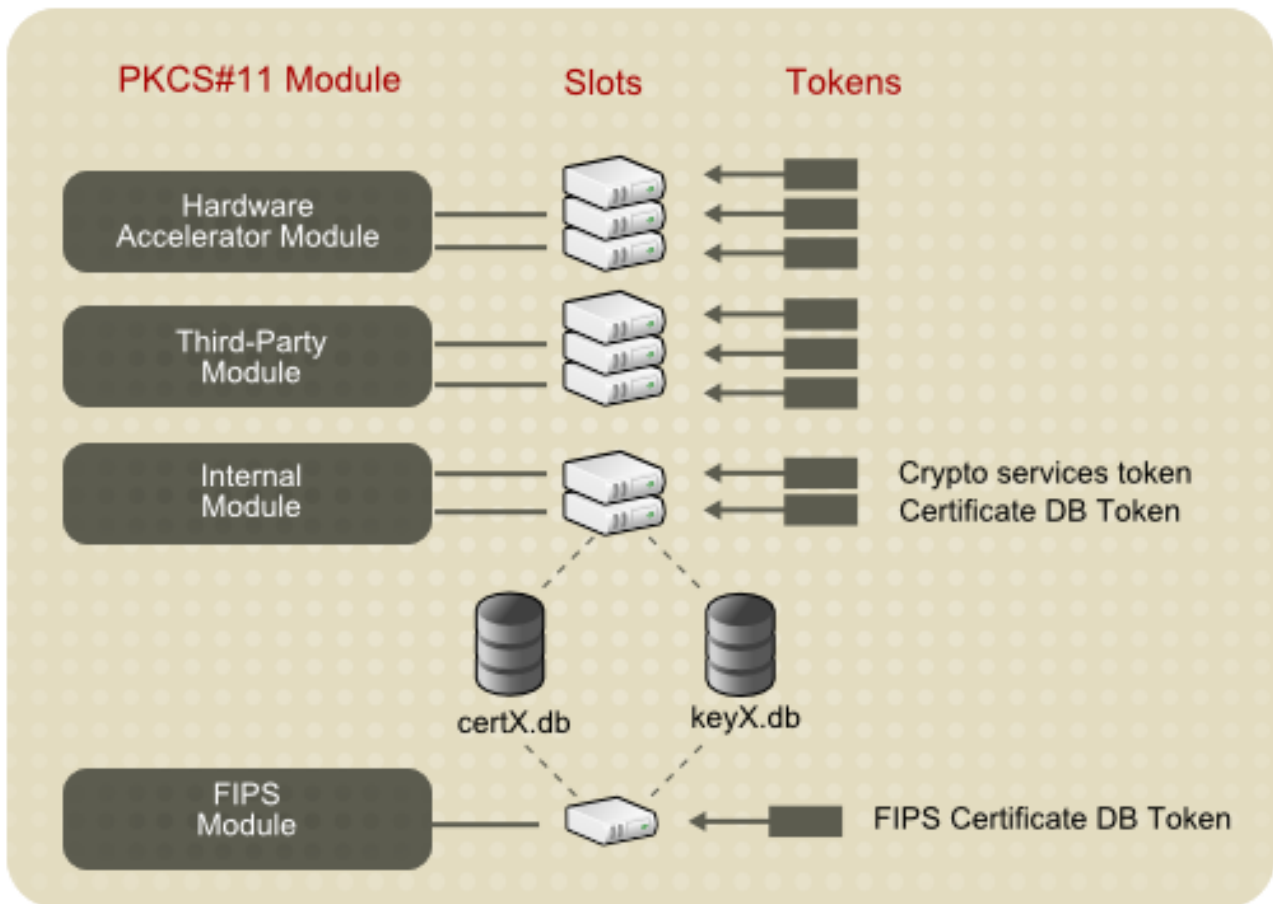 PKCS#11 Module Slots Tokens
Hardware
Accelerator Module
Third-Party
Module
Internal
Module
Crypto services token
Certificate DB Token
certX.db keyX.db
FIPS
Module
FIPS Certificate DB Token